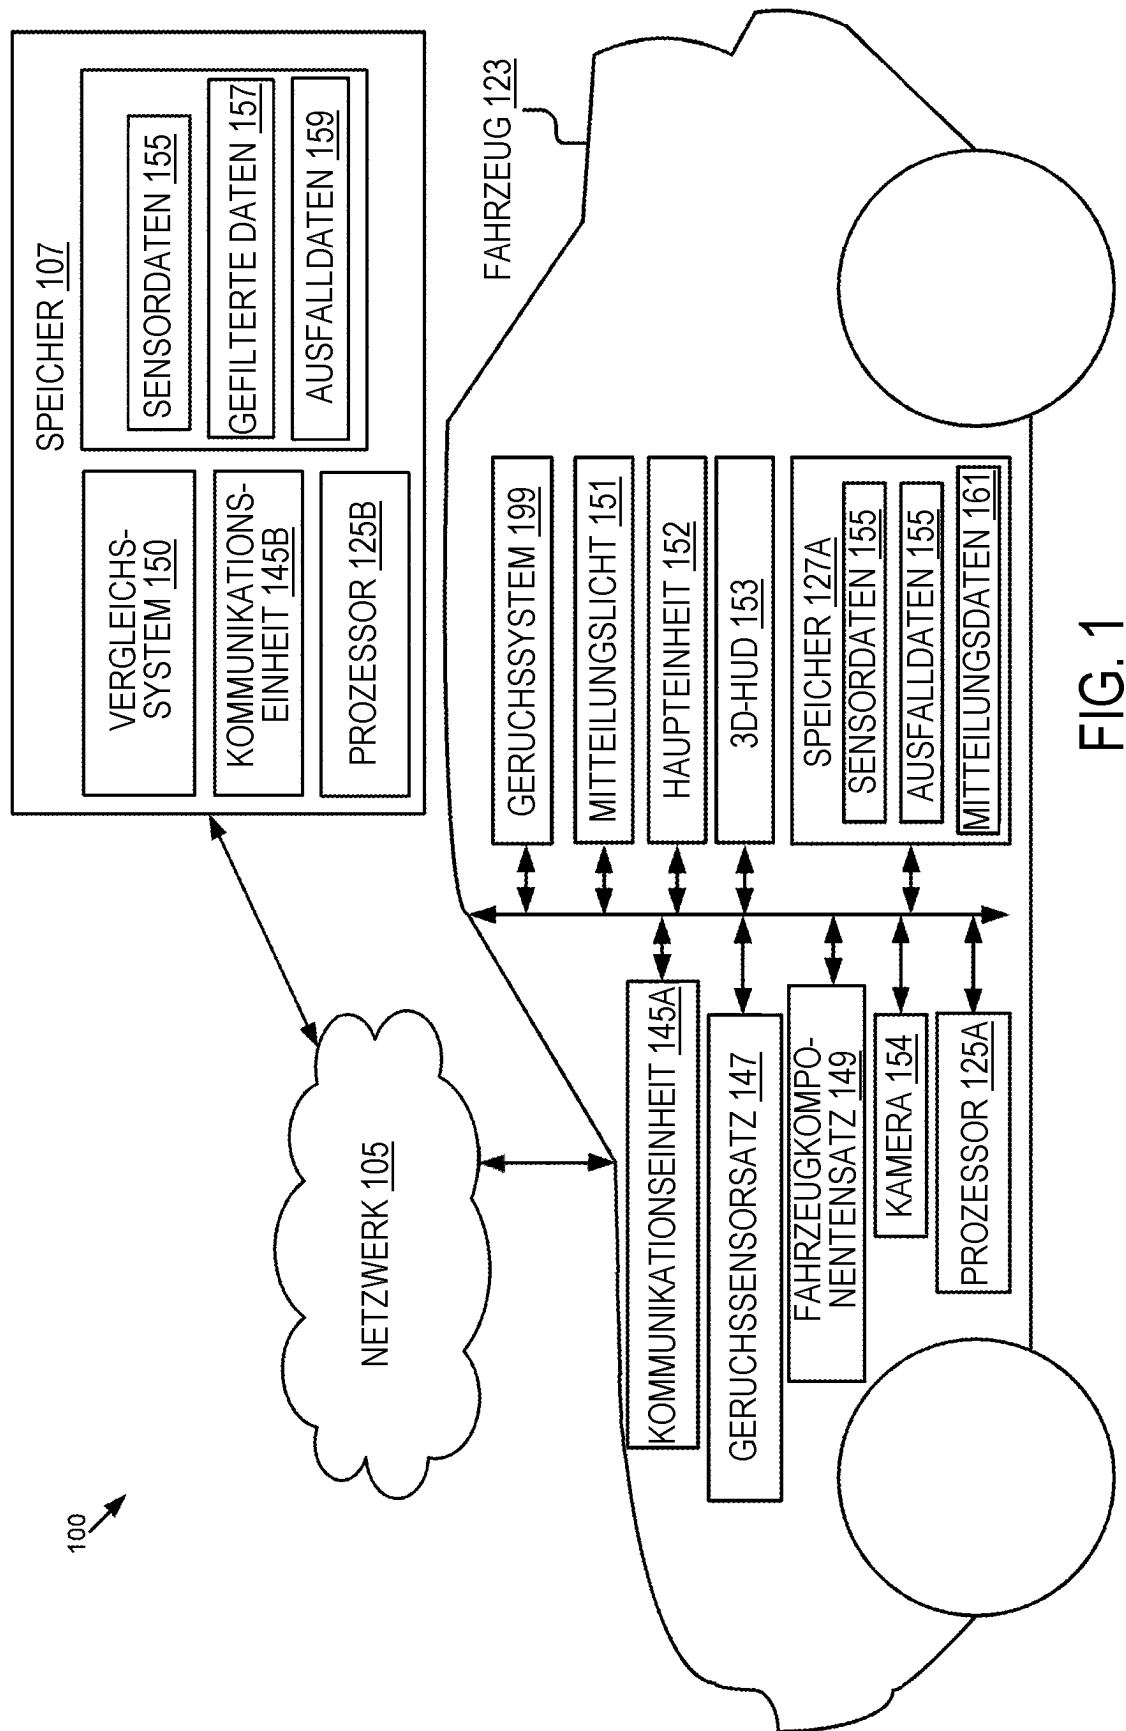 100
NETZWERK 105
SPEICHER 107
VERGLEICHS-
SYSTEM 150
KOMMUNIKATIONS-
EINHEIT 145B
PROZESSOR 125B
SENSORDATEN 155
GEFILTERTE DATEN 157
AUSFALLDATEN 159
FAHRZEUG 123
KOMMUNIKATIONSEINHEIT 145A
GERUCHSSENSORSATZ 147
FAHRZEUGKOMPO-
NENTENSATZ 149
KAMERA 154
PROZESSOR 125A
GERUCHSSYSTEM 199
MITTEILUNGSLICHT 151
HAUPTEINHEIT 152
3D-HUD 153
SPEICHER 127A
SENSORDATEN 155
AUSFALLDATEN 155
MITTEILUNGSDATEN 161
FIG. 1